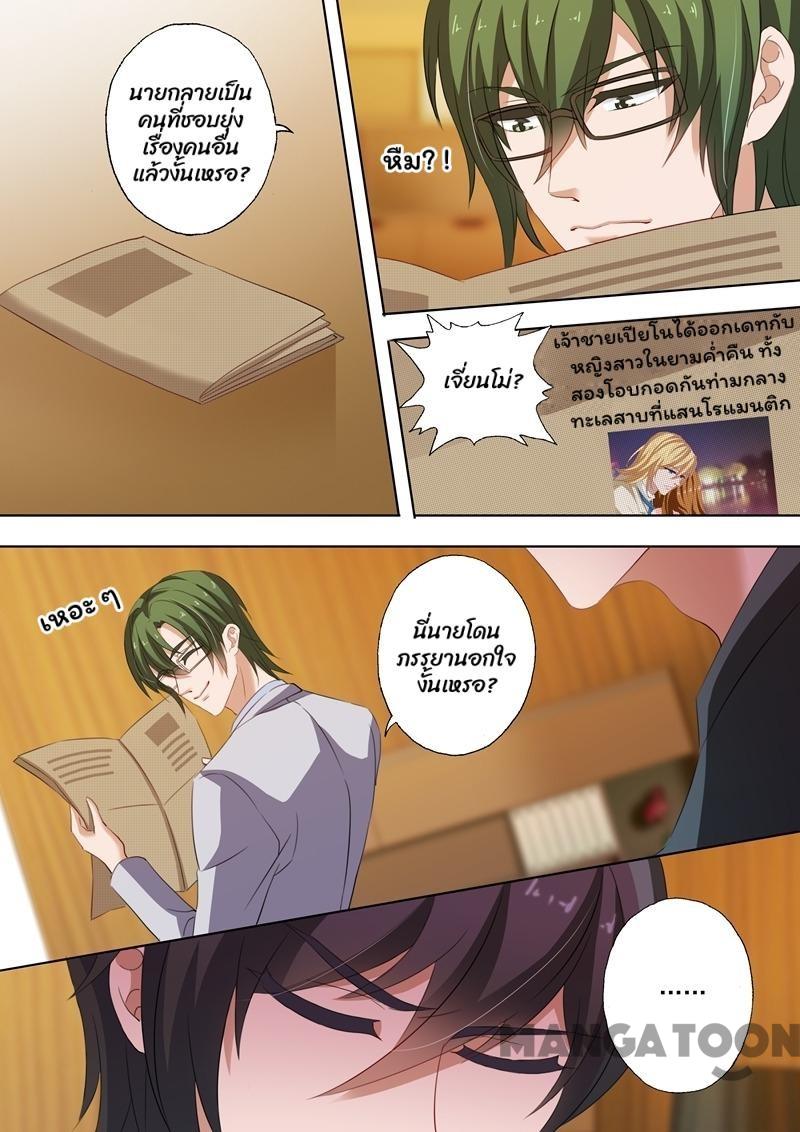 นายกลายเป็น
คนที่ชอบยุ่ง
เรื่องคนอื่น
แล้วงั้นเหรอ?
หืม?!
เจี่ยนโม่?
เจ้าชายเปียโนได้ออกเดทกับ
หญิงสาวในยามค่ำคืน ทั้ง
สองโอบกอดกันท่ามกลาง
ทะเลสาบที่แสนโรแมนติก
เหอะๆ
นี่นายโดน
ภรรยานอกใจ
งั้นเหรอ?
......
MANGATOON